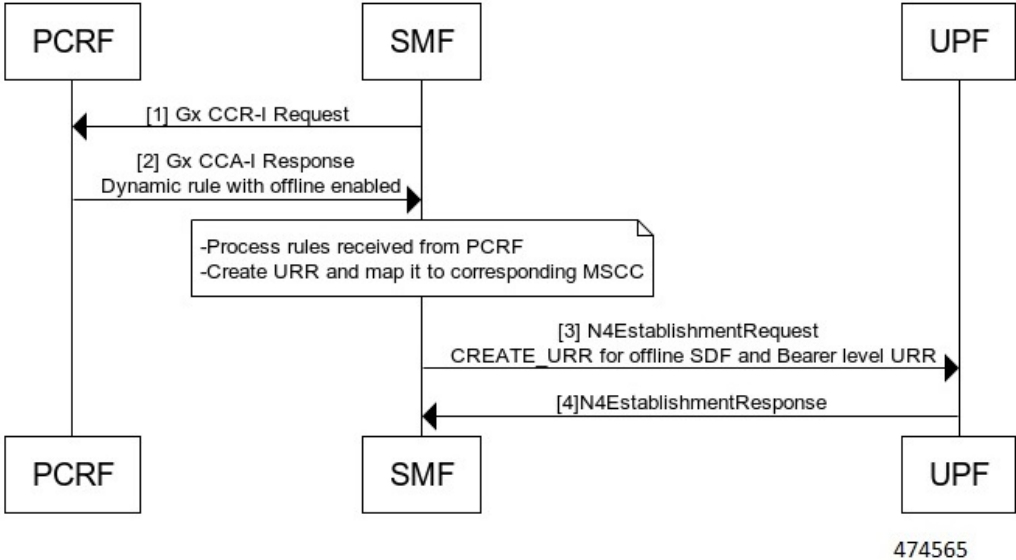 PCRF
SMF
UPF
[1] Gx CCR-I Request
[2] Gx CCA-I Response
Dynamic rule with offline enabled
-Process rules received from PCRF
-Create URR and map it to corresponding MSCC
[3] N4EstablishmentRequest
CREATE_URR for offline SDF and Bearer level URR
[4]N4EstablishmentResponse
PCRF
SMF
UPF
474565